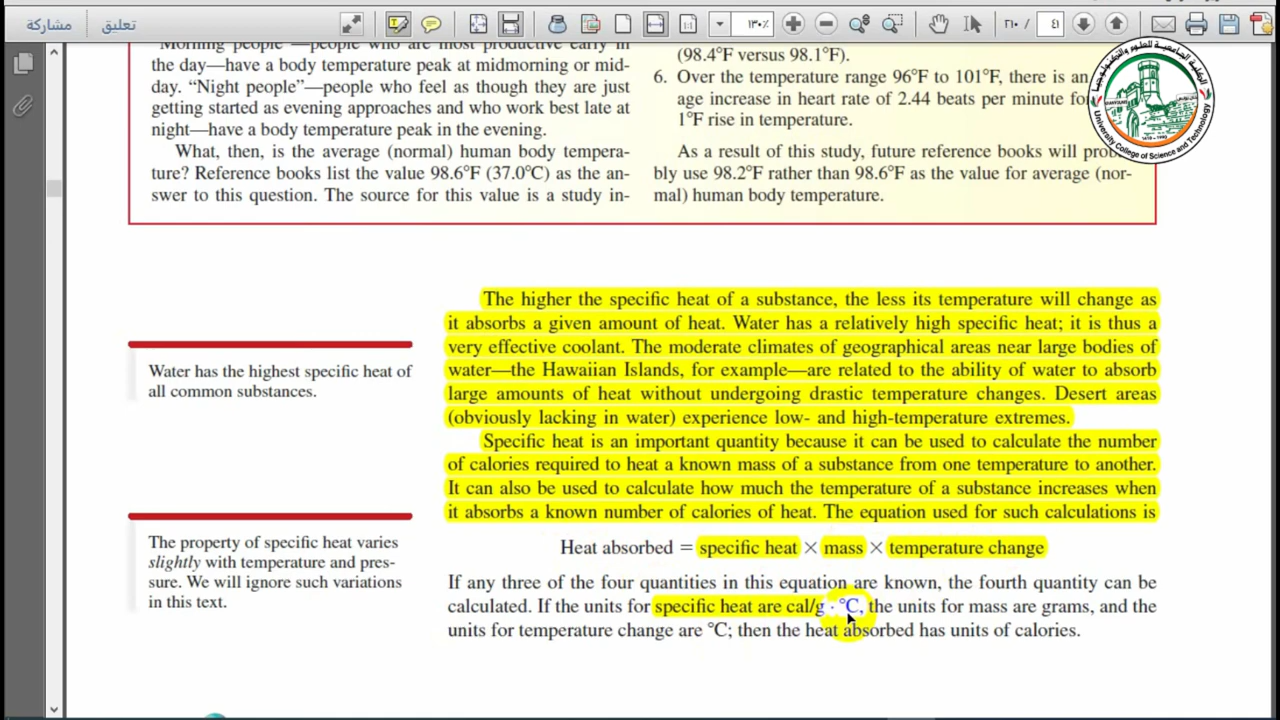 مشاركة
تعليق
١٣٠٪
٢١٠ /
٤١
Morning people"—people who are most productive early in
the day—have a body temperature peak at midmorning or mid-
day. "Night people"—people who feel as though they are just
getting started as evening approaches and who work best late at
night—have a body temperature peak in the evening.
What, then, is the average (normal) human body tempera-
ture? Reference books list the value 98.6°F (37.0°C) as the an-
swer to this question. The source for this value is a study in-
(98.4°F versus 98.1°F).
6. Over the temperature range 96°F to 101°F, there is an
age increase in heart rate of 2.44 beats per minute fo
1°F rise in temperature.
As a result of this study, future reference books will prob
bly use 98.2°F rather than 98.6°F as the value for average (nor-
mal) human body temperature.
الكلية الجامعية للعلوم والتكنولوجيا
University College of Science and Technology
The higher the specific heat of a substance, the less its temperature will change as
it absorbs a given amount of heat. Water has a relatively high specific heat; it is thus a
very effective coolant. The moderate climates of geographical areas near large bodies of
water—the Hawaiian Islands, for example—are related to the ability of water to absorb
large amounts of heat without undergoing drastic temperature changes. Desert areas
(obviously lacking in water) experience low- and high-temperature extremes.
Specific heat is an important quantity because it can be used to calculate the number
of calories required to heat a known mass of a substance from one temperature to another.
It can also be used to calculate how much the temperature of a substance increases when
it absorbs a known number of calories of heat. The equation used for such calculations is
Heat absorbed = specific heat × mass × temperature change
If any three of the four quantities in this equation are known, the fourth quantity can be
calculated. If the units for specific heat are cal/g · °C, the units for mass are grams, and the
units for temperature change are °C; then the heat absorbed has units of calories.
Water has the highest specific heat of
all common substances.
The property of specific heat varies
slightly with temperature and pres-
sure. We will ignore such variations
in this text.